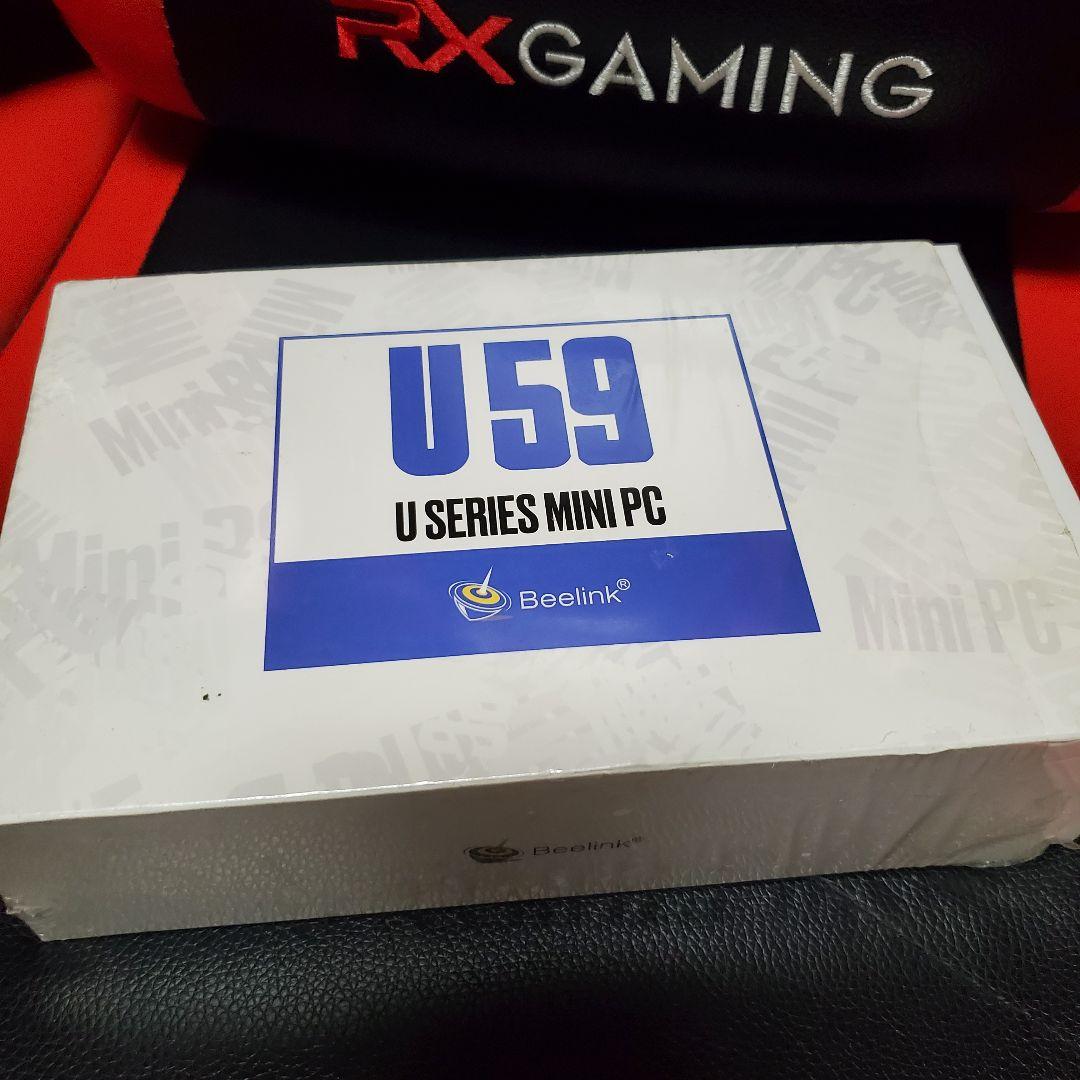 RXGAMING
U59
U SERIES MINI PC
Beelink®
Mini PC
Beelink®